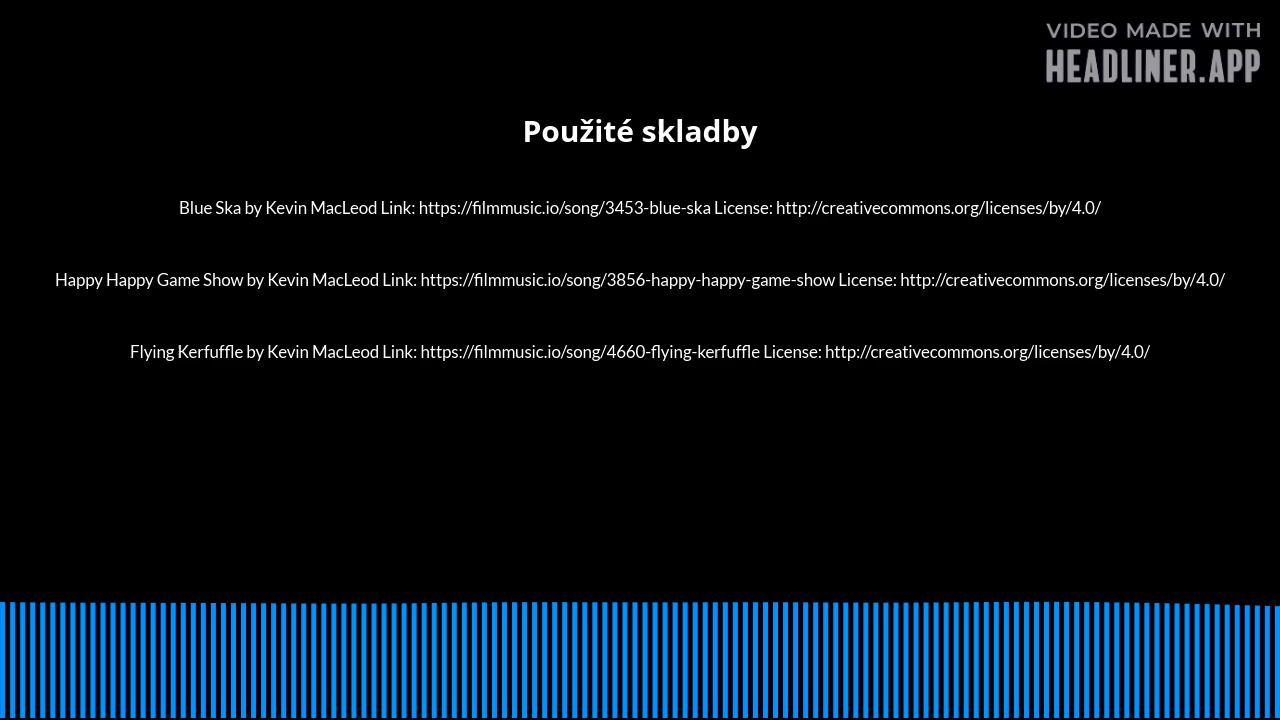 VIDEO MADE WITH
HEADLINER.APP
Použité skladby
Blue Ska by Kevin MacLeod Link: https://filmmusic.io/song/3453-blue-ska License: http://creativecommons.org/licenses/by/4.0/
Happy Happy Game Show by Kevin MacLeod Link: https://filmmusic.io/song/3856-happy-happy-game-show License: http://creativecommons.org/licenses/by/4.0/
Flying Kerfuffle by Kevin MacLeod Link: https://filmmusic.io/song/4660-flying-kerfuffle License: http://creativecommons.org/licenses/by/4.0/